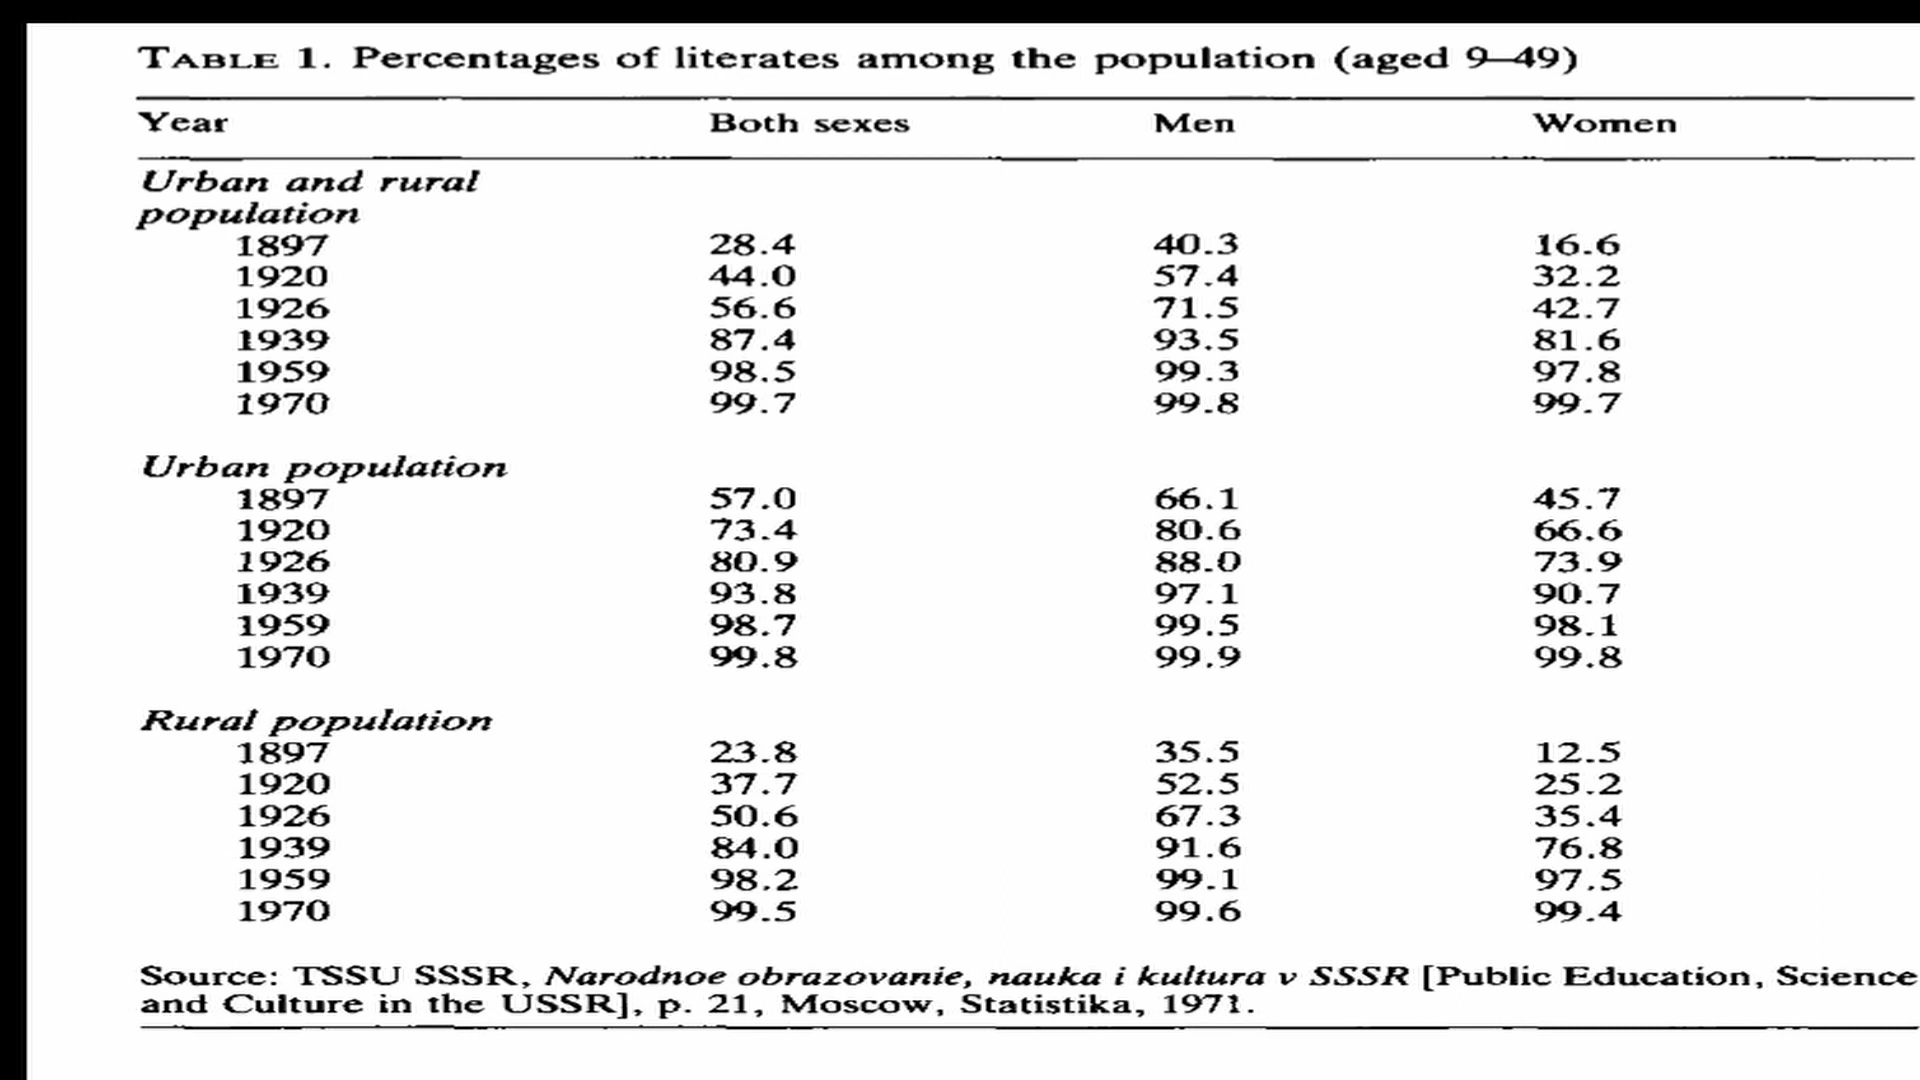 TABLE 1. Percentages of literates among the population (aged 9–49)
Year Both sexes Men Women
Urban and rural
population
1897 28.4 40.3 16.6
1920 44.0 57.4 32.2
1926 56.6 71.5 42.7
1939 87.4 93.5 81.6
1959 98.5 99.3 97.8
1970 99.7 99.8 99.7
Urban population
1897 57.0 66.1 45.7
1920 73.4 80.6 66.6
1926 80.9 88.0 73.9
1939 93.8 97.1 90.7
1959 98.7 99.5 98.1
1970 99.8 99.9 99.8
Rural population
1897 23.8 35.5 12.5
1920 37.7 52.5 25.2
1926 50.6 67.3 35.4
1939 84.0 91.6 76.8
1959 98.2 99.1 97.5
1970 99.5 99.6 99.4
Source: TSSU SSSR, Narodnoe obrazovanie, nauka i kultura v SSSR [Public Education, Science
and Culture in the USSR], p. 21, Moscow, Statistika, 1971.